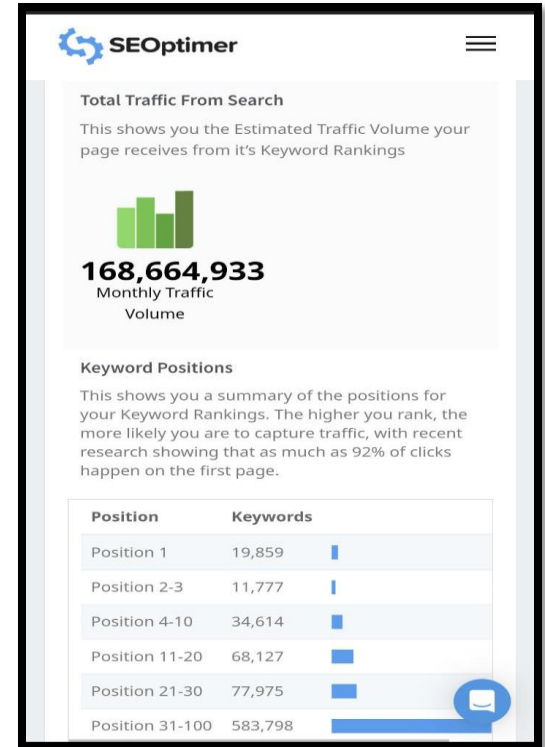 SEOptimer
Total Traffic From Search
This shows you the Estimated Traffic Volume your
page receives from it's Keyword Rankings
168,664,933
Monthly Traffic
Volume
Keyword Positions
This shows you a summary of the positions for
your Keyword Rankings. The higher you rank, the
more likely you are to capture traffic, with recent
research showing that as much as 92% of clicks
happen on the first page.
Position Keywords
Position 1 19,859
Position 2-3 11,777
Position 4-10 34,614
Position 11-20 68,127
Position 21-30 77,975
Position 31-100 583,798